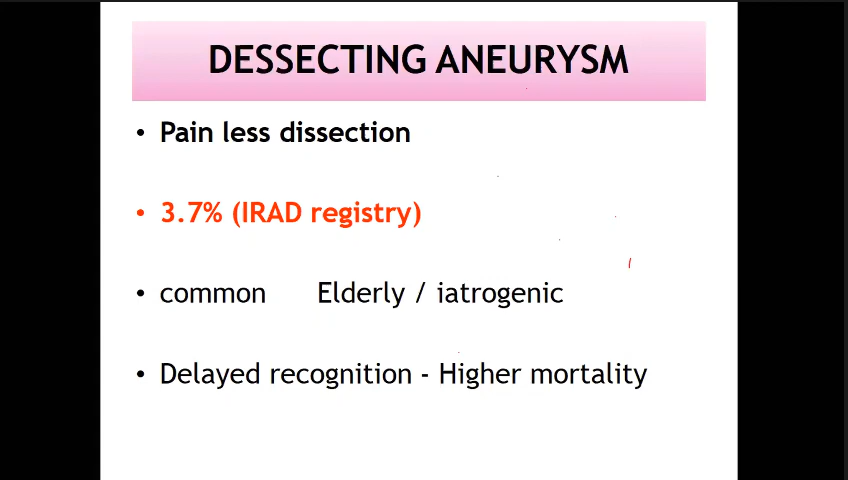 DESSECTING ANEURYSM
• Pain less dissection
• 3.7% (IRAD registry)
• common Elderly / iatrogenic
• Delayed recognition - Higher mortality